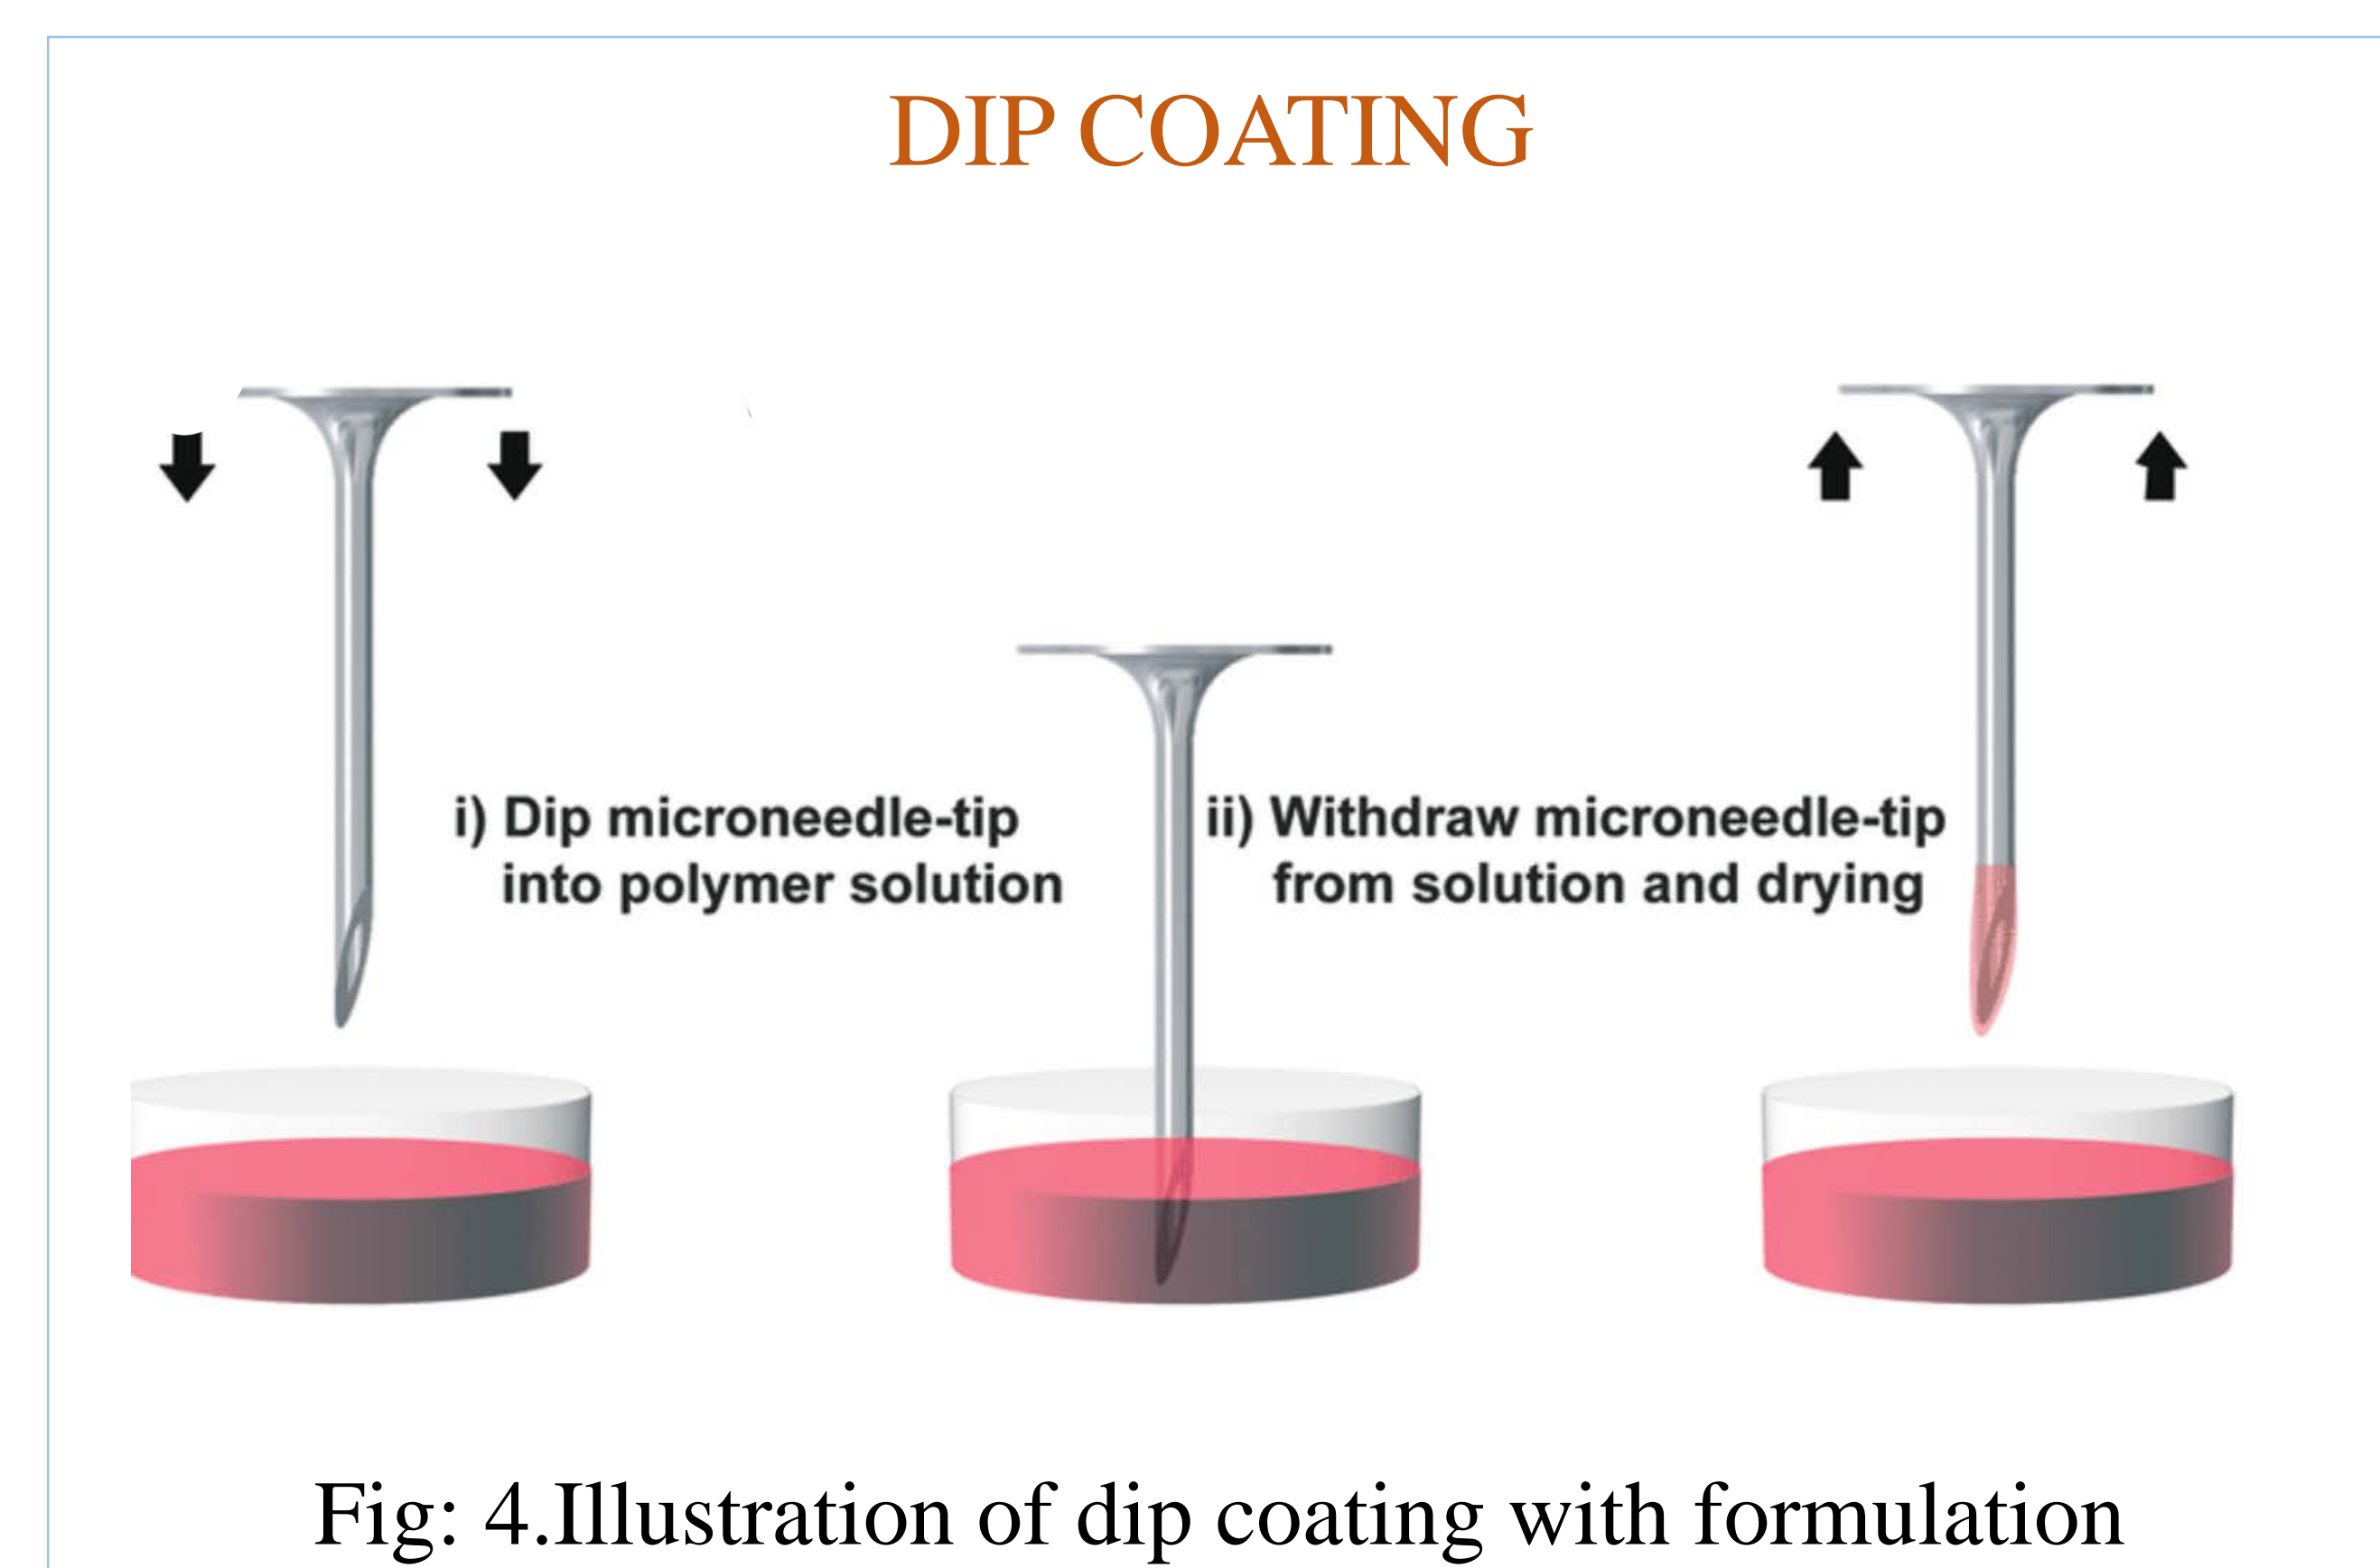 DIP COATING
i) Dip microneedle-tip
into polymer solution
ii) Withdraw microneedle-tip
from solution and drying
Fig: 4.Illustration of dip coating with formulation